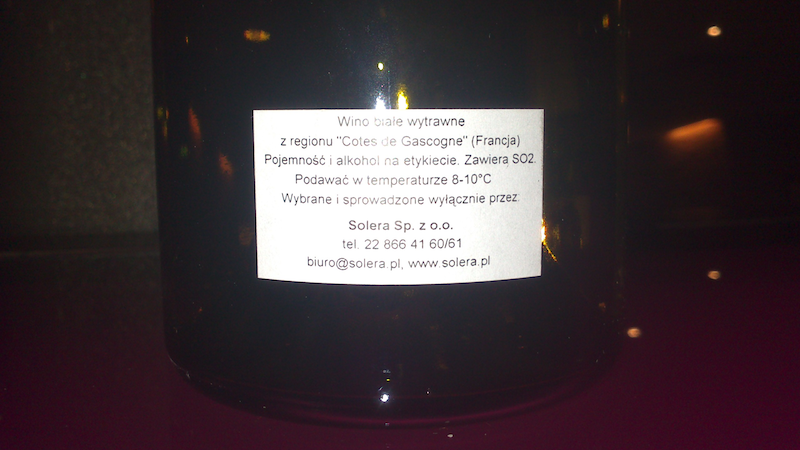 Wino białe wytrawne
z regionu "Cotes de Gascogne" (Francja)
Pojemność i alkohol na etykiecie. Zawiera SO2.
Podawać w temperaturze 8-10°C
Wybrane i sprowadzone wyłącznie przez:
Solera Sp. z o.o.
tel. 22 866 41 60/61
biuro@solera.pl, www.solera.pl